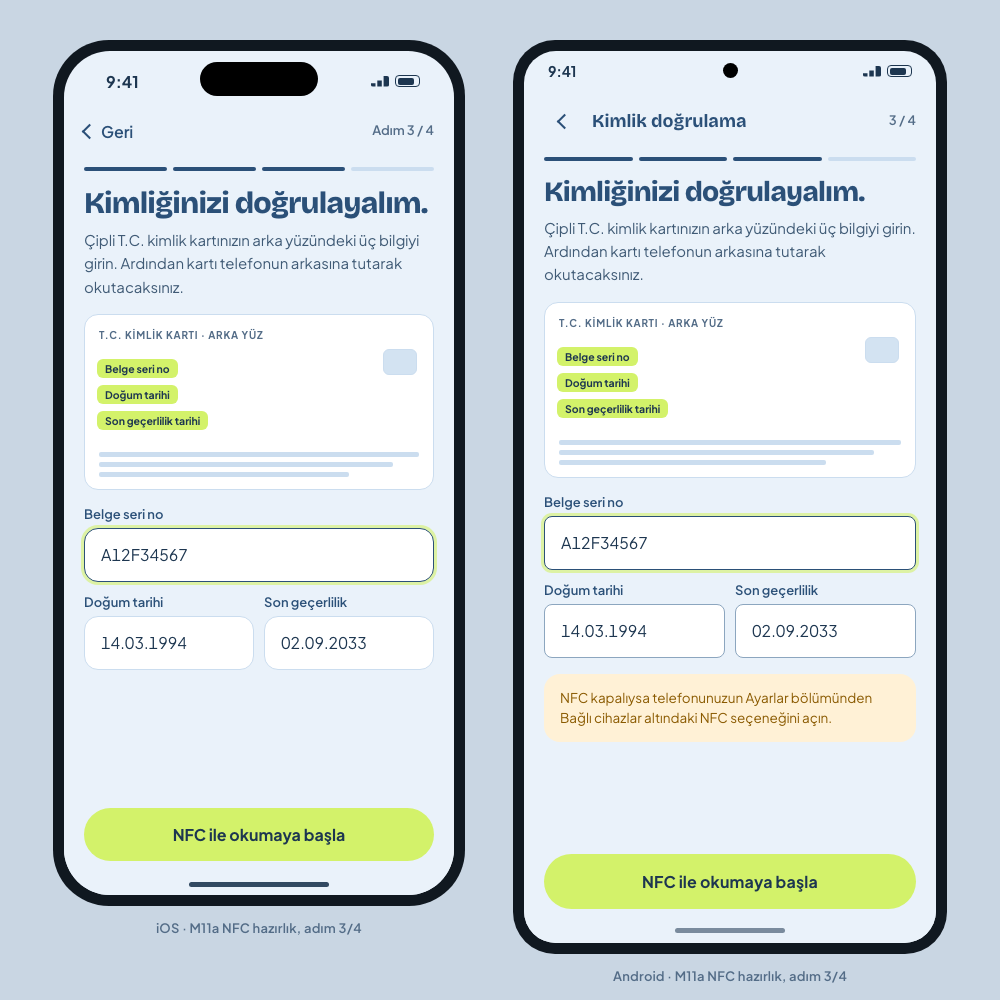 9:41
Geri
Adım 3 / 4
Kimliğinizi doğrulayalım.
Çipli T.C. kimlik kartınızın arka yüzündeki üç bilgiyi
girin. Ardından kartı telefonun arkasına tutarak
okutacaksınız.
T.C. KİMLİK KARTI · ARKA YÜZ
Belge seri no
Doğum tarihi
Son geçerlilik tarihi
Belge seri no
A12F34567
Doğum tarihi
Son geçerlilik
14.03.1994
02.09.2033
NFC ile okumaya başla
iOS · M11a NFC hazırlık, adım 3/4
9:41
Kimlik doğrulama
3 / 4
Kimliğinizi doğrulayalım.
Çipli T.C. kimlik kartınızın arka yüzündeki üç bilgiyi girin.
Ardından kartı telefonun arkasına tutarak
okutacaksınız.
T.C. KİMLİK KARTI · ARKA YÜZ
Belge seri no
Doğum tarihi
Son geçerlilik tarihi
Belge seri no
A12F34567
Doğum tarihi
Son geçerlilik
14.03.1994
02.09.2033
NFC kapalıysa telefonunuzun Ayarlar bölümünden
Bağlı cihazlar altındaki NFC seçeneğini açın.
NFC ile okumaya başla
Android · M11a NFC hazırlık, adım 3/4